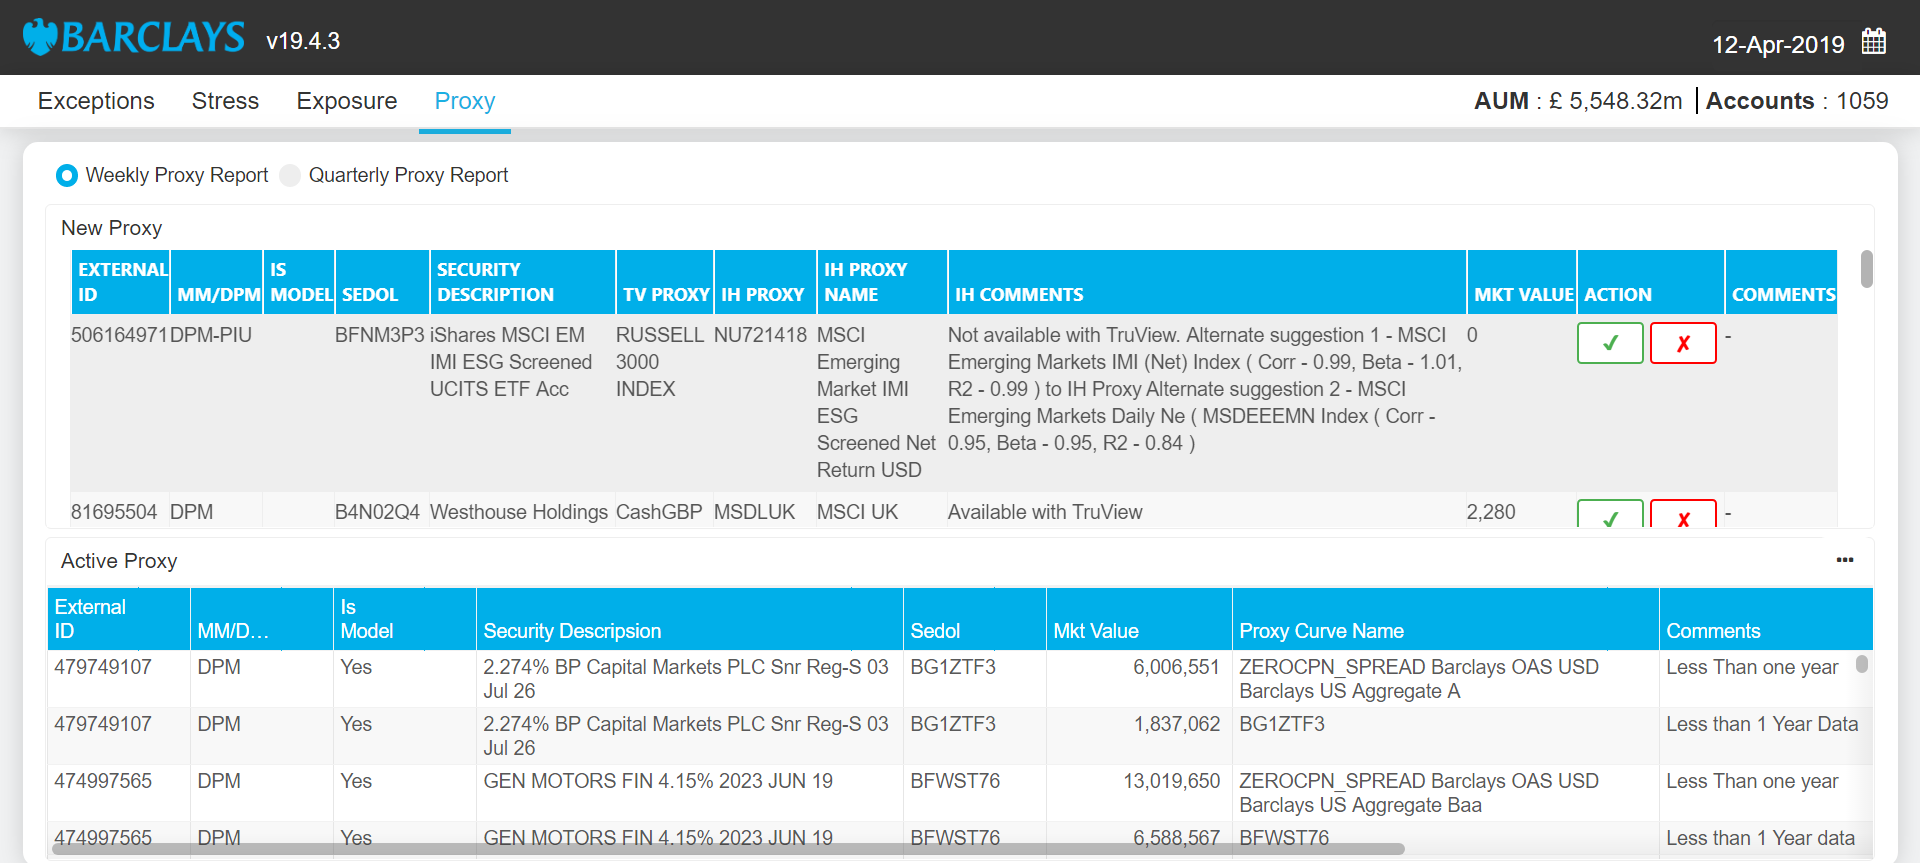 BARCLAYS v19.4.3
12-Apr-2019
Exceptions Stress Exposure Proxy
AUM : £ 5,548.32m | Accounts : 1059
Weekly Proxy Report Quarterly Proxy Report
New Proxy
EXTERNAL ID MM/DPM IS MODEL SEDOL SECURITY DESCRIPTION TV PROXY IH PROXY IH PROXY NAME IH COMMENTS MKT VALUE ACTION COMMENTS
506164971 DPM-PIU BFNM3P3 iShares MSCI EM RUSSELL NU721418 MSCI Not available with TruView. Alternate suggestion 1 - MSCI 0 ✓ ✗ -
IMI ESG Screened 3000 Emerging Emerging Markets IMI (Net) Index ( Corr - 0.99, Beta - 1.01,
UCITS ETF Acc INDEX Market IMI R2 - 0.99 ) to IH Proxy Alternate suggestion 2 - MSCI
ESG Emerging Markets Daily Ne ( MSDEEEMN Index ( Corr -
Screened Net 0.95, Beta - 0.95, R2 - 0.84 )
Return USD
81695504 DPM B4N02Q4 Westhouse Holdings CashGBP MSDLUK MSCI UK Available with TruView 2,280 ✓ ✗ -
Active Proxy ...
External ID MM/D... Is Model Security Descripsion Sedol Mkt Value Proxy Curve Name Comments
479749107 DPM Yes 2.274% BP Capital Markets PLC Snr Reg-S 03 BG1ZTF3 6,006,551 ZEROCPN_SPREAD Barclays OAS USD Less Than one year
Jul 26 Barclays US Aggregate A
479749107 DPM Yes 2.274% BP Capital Markets PLC Snr Reg-S 03 BG1ZTF3 1,837,062 BG1ZTF3 Less than 1 Year Data
Jul 26
474997565 DPM Yes GEN MOTORS FIN 4.15% 2023 JUN 19 BFWST76 13,019,650 ZEROCPN_SPREAD Barclays OAS USD Less Than one year
Barclays US Aggregate Baa
474997565 DPM Yes GEN MOTORS FIN 4.15% 2023 JUN 19 BFWST76 6,588,567 BFWST76 Less than 1 Year data